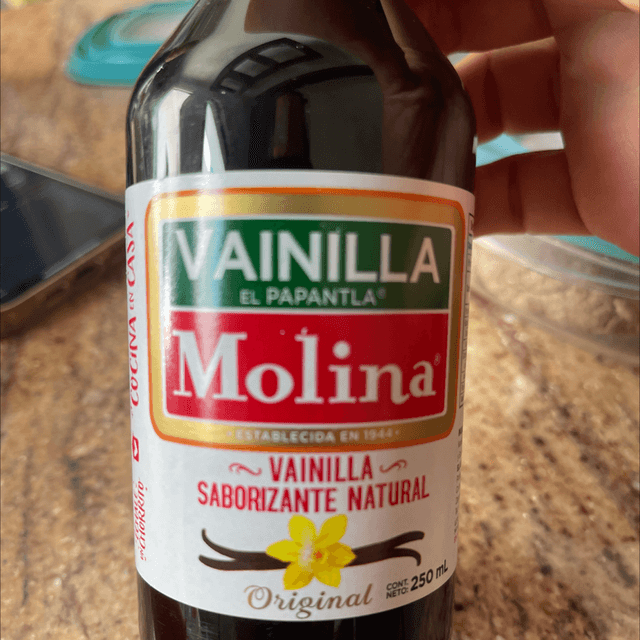 VAINILLA
EL PAPANTLA®
Molina®
ESTABLECIDA EN 1944
VAINILLA
SABORIZANTE NATURAL
Original
CONT. NETO: 250 mL
COCINA EN CASA